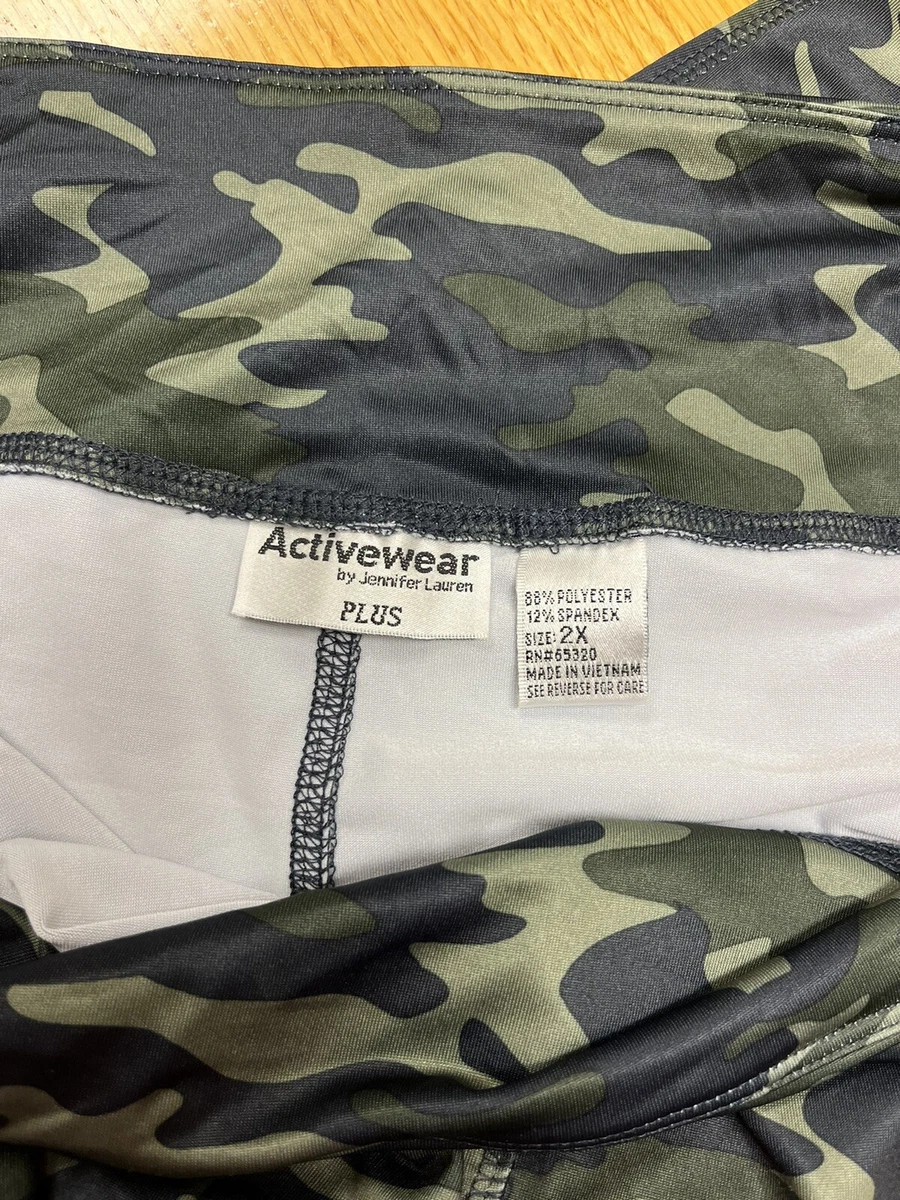 Activewear
by Jennifer Lauren
PLUS
88% POLYESTER
12% SPANDEX
SIZE: 2X
RN#65320
MADE IN VIETNAM
SEE REVERSE FOR CARE